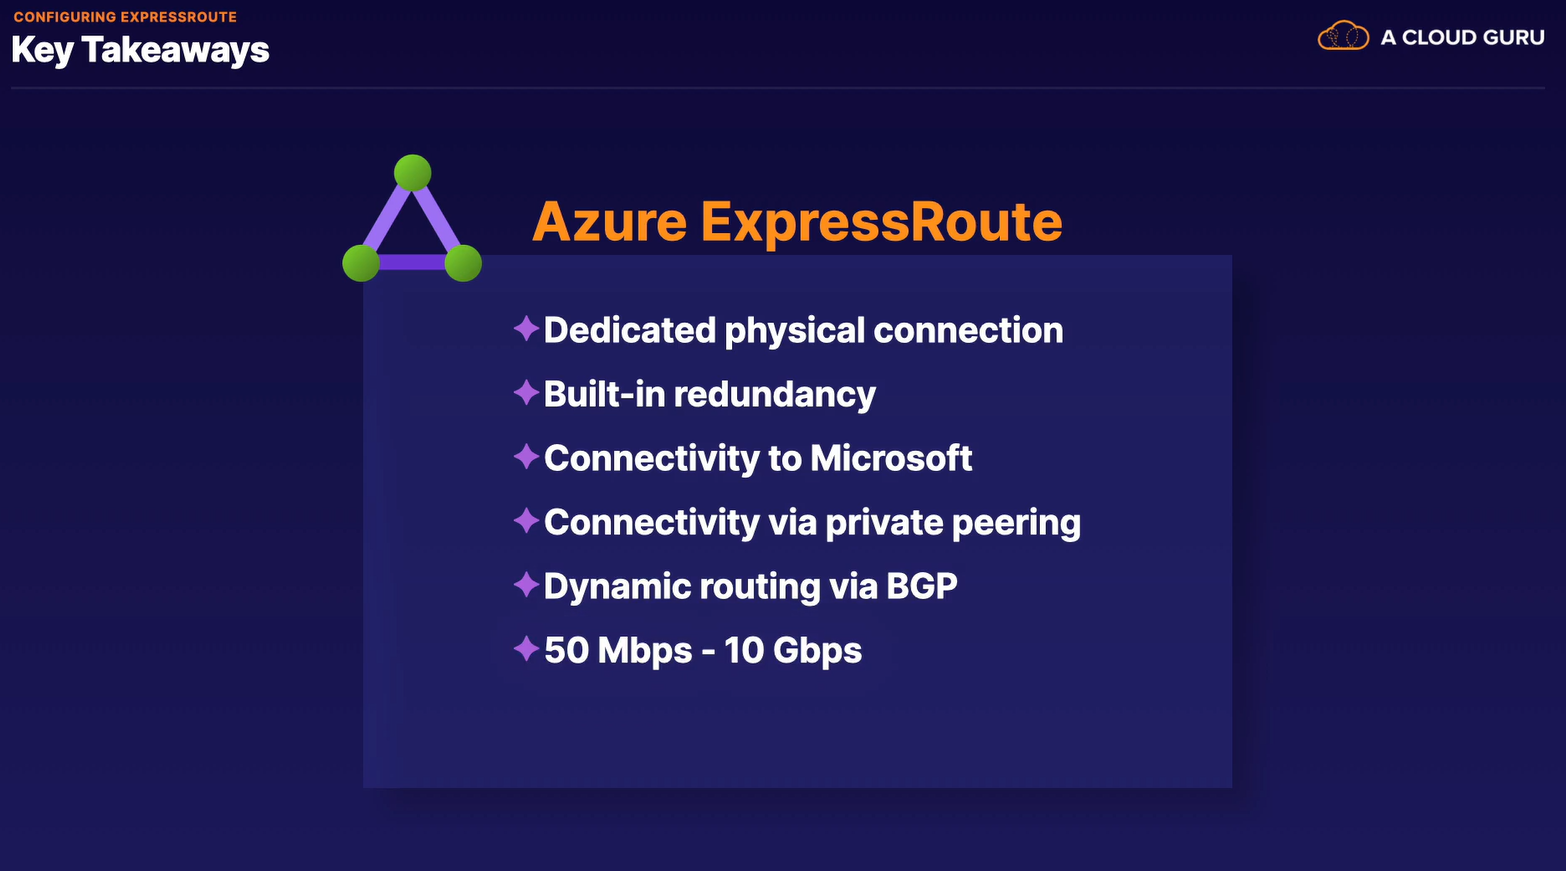 CONFIGURING EXPRESSROUTE
Key Takeaways
A CLOUD GURU
Azure ExpressRoute
Dedicated physical connection
Built-in redundancy
Connectivity to Microsoft
Connectivity via private peering
Dynamic routing via BGP
50 Mbps - 10 Gbps